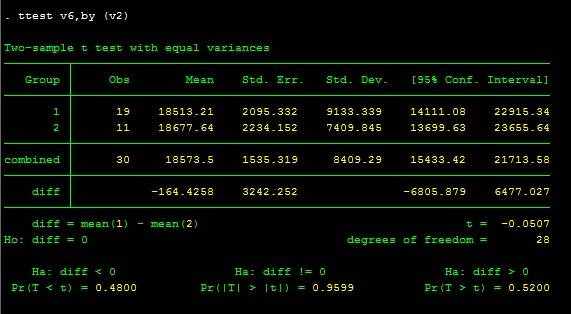 . ttest v6,by (v2)
Two-sample t test with equal variances
Group Obs Mean Std. Err. Std. Dev. [95% Conf. Interval]
1 19 18513.21 2095.332 9133.339 14111.08 22915.34
2 11 18677.64 2234.152 7409.845 13699.63 23655.64
combined 30 18573.5 1535.319 8409.29 15433.42 21713.58
diff -164.4258 3242.252 -6805.879 6477.027
diff = mean(1) - mean(2) t = -0.0507
Ho: diff = 0 degrees of freedom = 28
Ha: diff < 0 Ha: diff != 0 Ha: diff > 0
Pr(T < t) = 0.4800 Pr(|T| > |t|) = 0.9599 Pr(T > t) = 0.5200